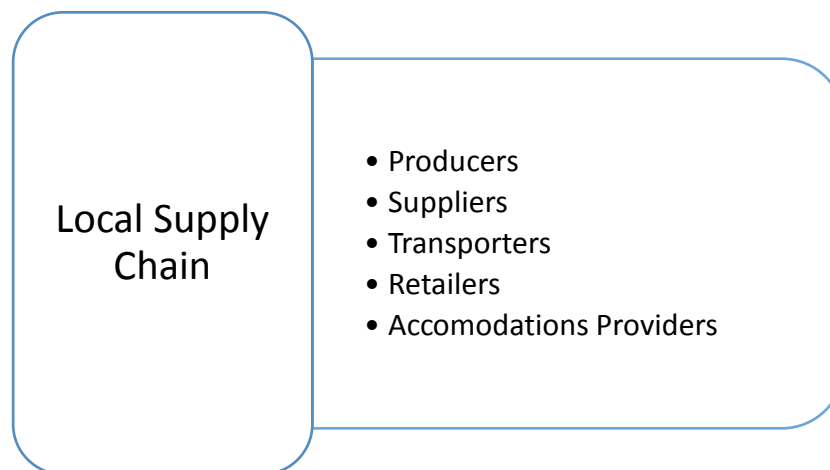 Local Supply
Chain
• Producers
• Suppliers
• Transporters
• Retailers
• Accomodations Providers